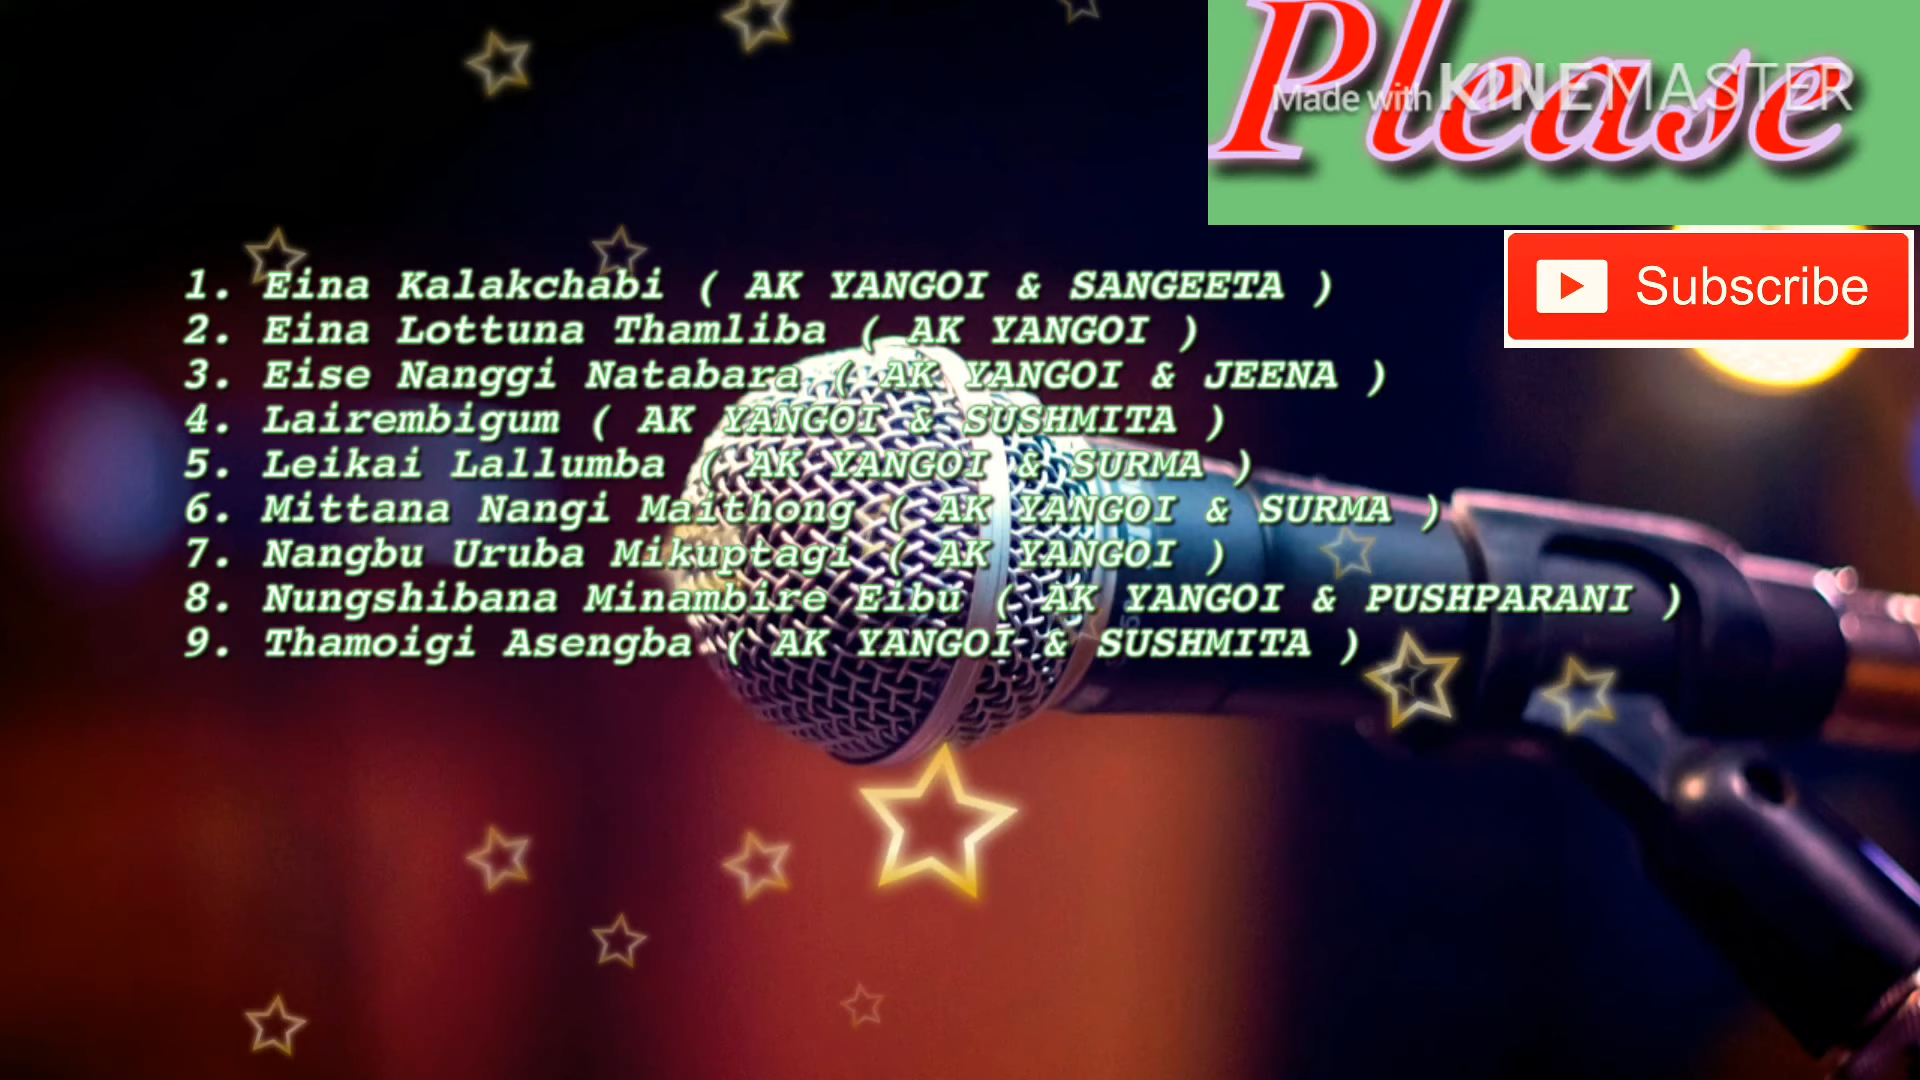 Please
Made with KINEMASTER
Subscribe
1. Eina Kalakchabi ( AK YANGOI & SANGEETA )
2. Eina Lottuna Thamliba ( AK YANGOI )
3. Eise Nanggi Natabara ( AK YANGOI & JEENA )
4. Lairembigum ( AK YANGOI & SUSHMITA )
5. Leikai Lallumba ( AK YANGOI & SURMA )
6. Mittana Nangi Maithong ( AK YANGOI & SURMA )
7. Nangbu Uruba Mikuptagi ( AK YANGOI )
8. Nungshibana Minambire Eibu ( AK YANGOI & PUSHPARANI )
9. Thamoigi Asengba ( AK YANGOI & SUSHMITA )